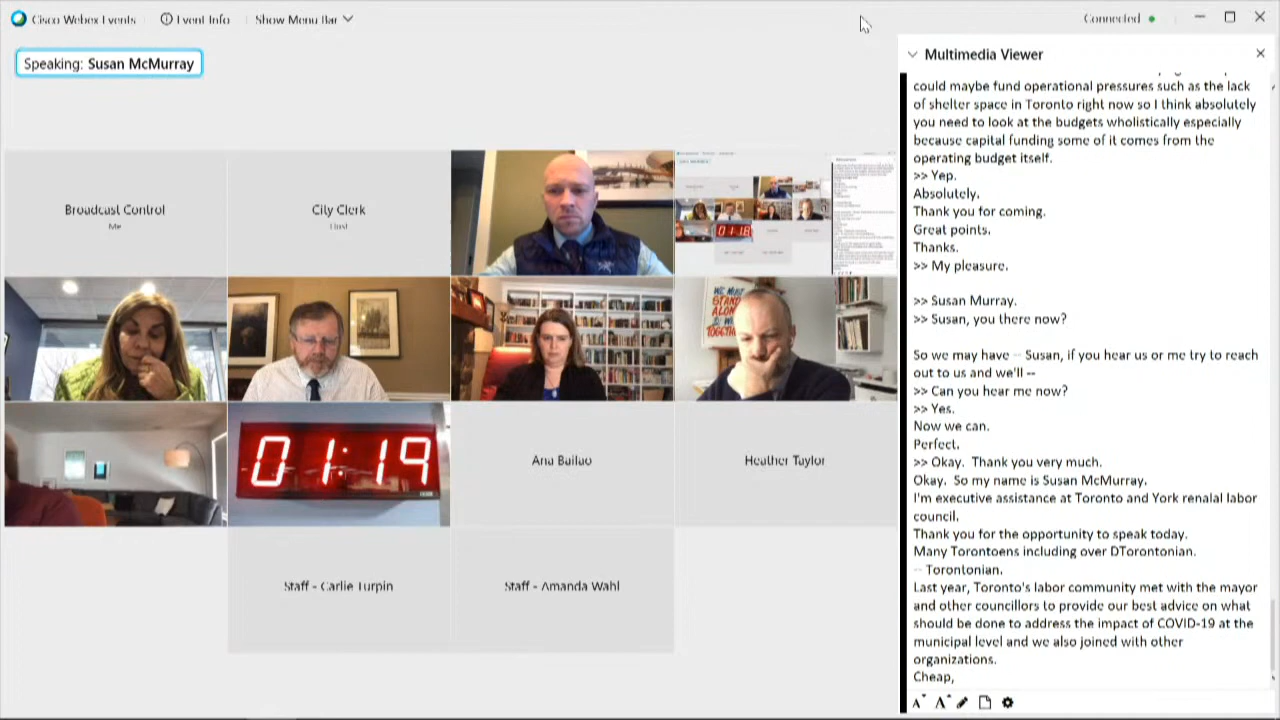 Cisco Webex Events
Event Info
Show Menu Bar
Connected
Speaking: Susan McMurray
Multimedia Viewer
Broadcast Control
Me
City Clerk
Host
01:18
WE MUST
STAND
ALONE
TOGETHER
01:19
Ana Bailao
Heather Taylor
Staff - Carlie Turpin
Staff - Amanda Wahl
could maybe fund operational pressures such as the lack
of shelter space in Toronto right now so I think absolutely
you need to look at the budgets wholistically especially
because capital funding some of it comes from the
operating budget itself.
>> Yep.
Absolutely.
Thank you for coming.
Great points.
Thanks.
>> My pleasure.
>> Susan Murray.
>> Susan, you there now?
So we may have -- Susan, if you hear us or me try to reach
out to us and we'll --
>> Can you hear me now?
>> Yes.
Now we can.
Perfect.
>> Okay.  Thank you very much.
Okay.  So my name is Susan McMurray.
I'm executive assistance at Toronto and York renalal labor
council.
Thank you for the opportunity to speak today.
Many Torontoens including over DTorontonian.
-- Torontonian.
Last year, Toronto's labor community met with the mayor
and other councillors to provide our best advice on what
should be done to address the impact of COVID-19 at the
municipal level and we also joined with other
organizations.
Cheap,